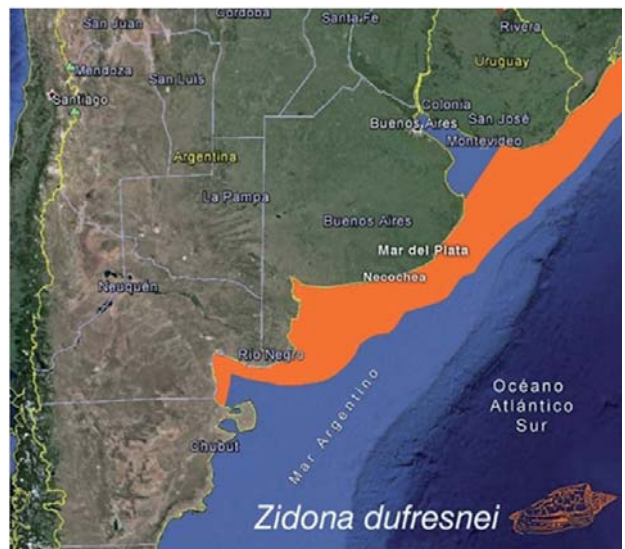 Córdoba
Santa Fe
San Juan
Rivera
Mendoza
San Luis
Uruguay
Santiago
Colonia
San José
Buenos Aires
Montevideo
Argentina
La Pampa
Buenos Aires
Mar del Plata
Necochea
Neuquén
Río Negro
Océano
Atlántico
Sur
Mar Argentino
Chubut
Zidona dufresnei